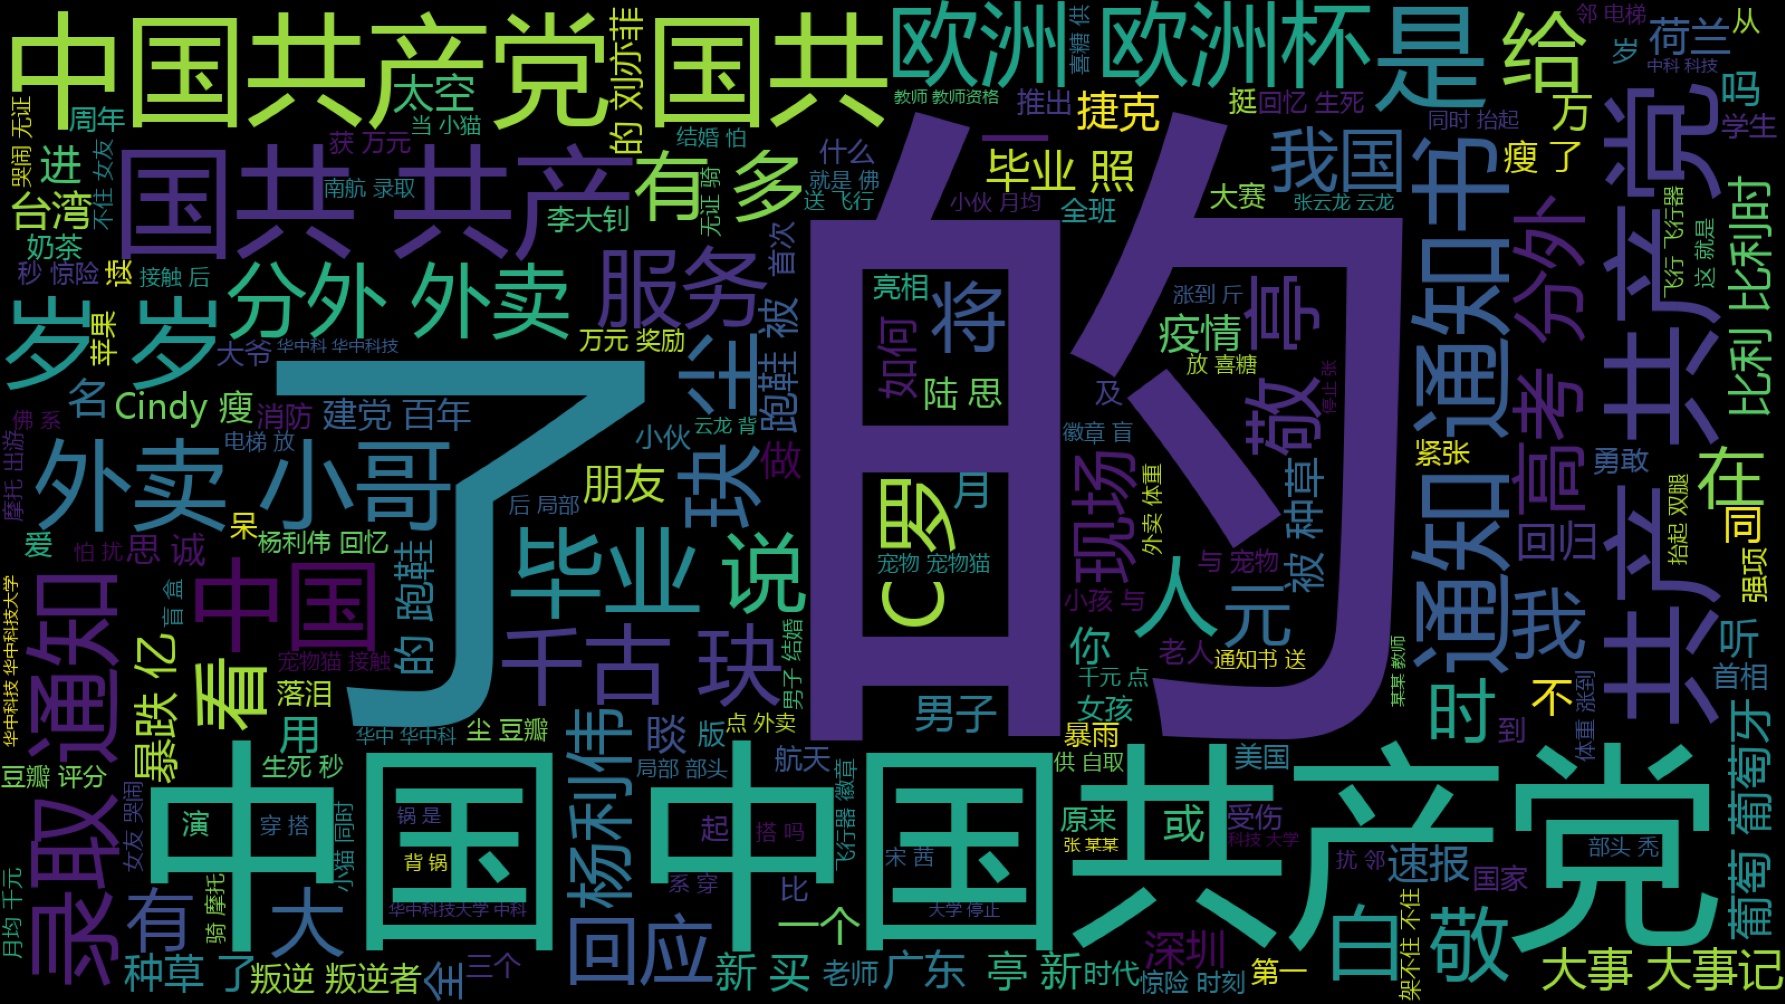 中国共产党 国共
欧洲 欧洲杯
是
给
邻 电梯
岁
荷兰
从
中科 科技
吗
学生
万
同时 抬起
瘦 了
太空
当 小猫
周年
的 刘亦菲
喜糖 供
教师 教师资格
推出
捷克
挺
回忆 生死
哭闹 无证
进
不住 女友
获 万元
结婚 怕
什么
就是 佛
送 飞行
毕业 照
我国
通知 通知书
共产 共产党
台湾
国共 共产
南航 录取
有 多
无证 骑
李大钊
小伙 月均
全班
大赛
张云龙 云龙
奶茶
秒 惊险
读
接触 后
分外 外卖
服务
首次
的
亮相
将
涨到 斤
疫情
放 喜糖
亭
高考 分外
飞行 飞行器
这 就是
比利 比利时
岁 岁
苹果
大爷
华中科 华中科技
万元 奖励
尘
跑鞋 被
如何
陆 思
敬
停止 张
名
Cindy 瘦
消防
建党 百年
了
佛 系
电梯 放
小伙
云龙 背
及
徽章 盲
摩托 出游
外卖 小哥
玦
做
朋友
现场
外卖 体重
被 种草
紧张
勇敢
在
同
抬起 双腿
回归
强项
呆
杨利伟 回忆
后 局部
C罗
月
爱
怕 扰
思 诚
盲 盒
中国
的 跑鞋
毕业
说
宠物 宠物猫
与 宠物
小孩 与
人
元
我
听
华中科技 华中科技大学
录取 通知
暴跌 亿
看
宠物猫 接触
千古 玦
男子 结婚
你
老人
通知书 送
某某 教师
千元 点
女孩
时
不
到
体重 涨到
首相
落泪
用
华中 华中科
尘 豆瓣
杨利伟
睒
版
点 外卖
男子
暴雨
豆瓣 评分
生死 秒
局部 部头
航天
供 自取
美国
葡萄 葡萄牙
中国 中国共产党
女友 哭闹
演
穿 搭
小猫 同时
锅 是
背 锅
起
搭 吗
飞行器 徽章
宋 茜
原来
张 某某
或
受伤
科技 大学
扰 邻
速报
国家
部头 秃
月均 千元
有
骑 摩托
大
华中科技大学 中科
系 穿
比
一个
大学 停止
回应
深圳
白 敬
架不住 不住
种草 了
叛逆 叛逆者
全
三个
新 买
老师
广东
亭 新
时代
惊险 时刻
第一
大事 大事记